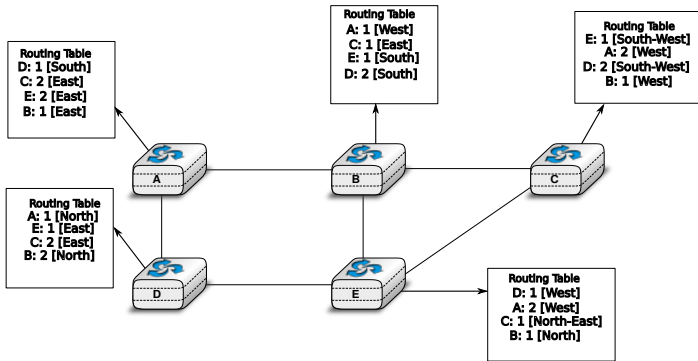 Routing Table
A: 1 [West]
C: 1 [East]
E: 1 [South]
D: 2 [South]
Routing Table
E: 1 [South-West]
A: 2 [West]
D: 2 [South-West]
B: 1 [West]
Routing Table
D: 1 [South]
C: 2 [East]
E: 2 [East]
B: 1 [East]
A
B
C
Routing Table
A: 1 [North]
E: 1 [East]
C: 2 [East]
B: 2 [North]
D
E
Routing Table
D: 1 [West]
A: 2 [West]
C: 1 [North-East]
B: 1 [North]